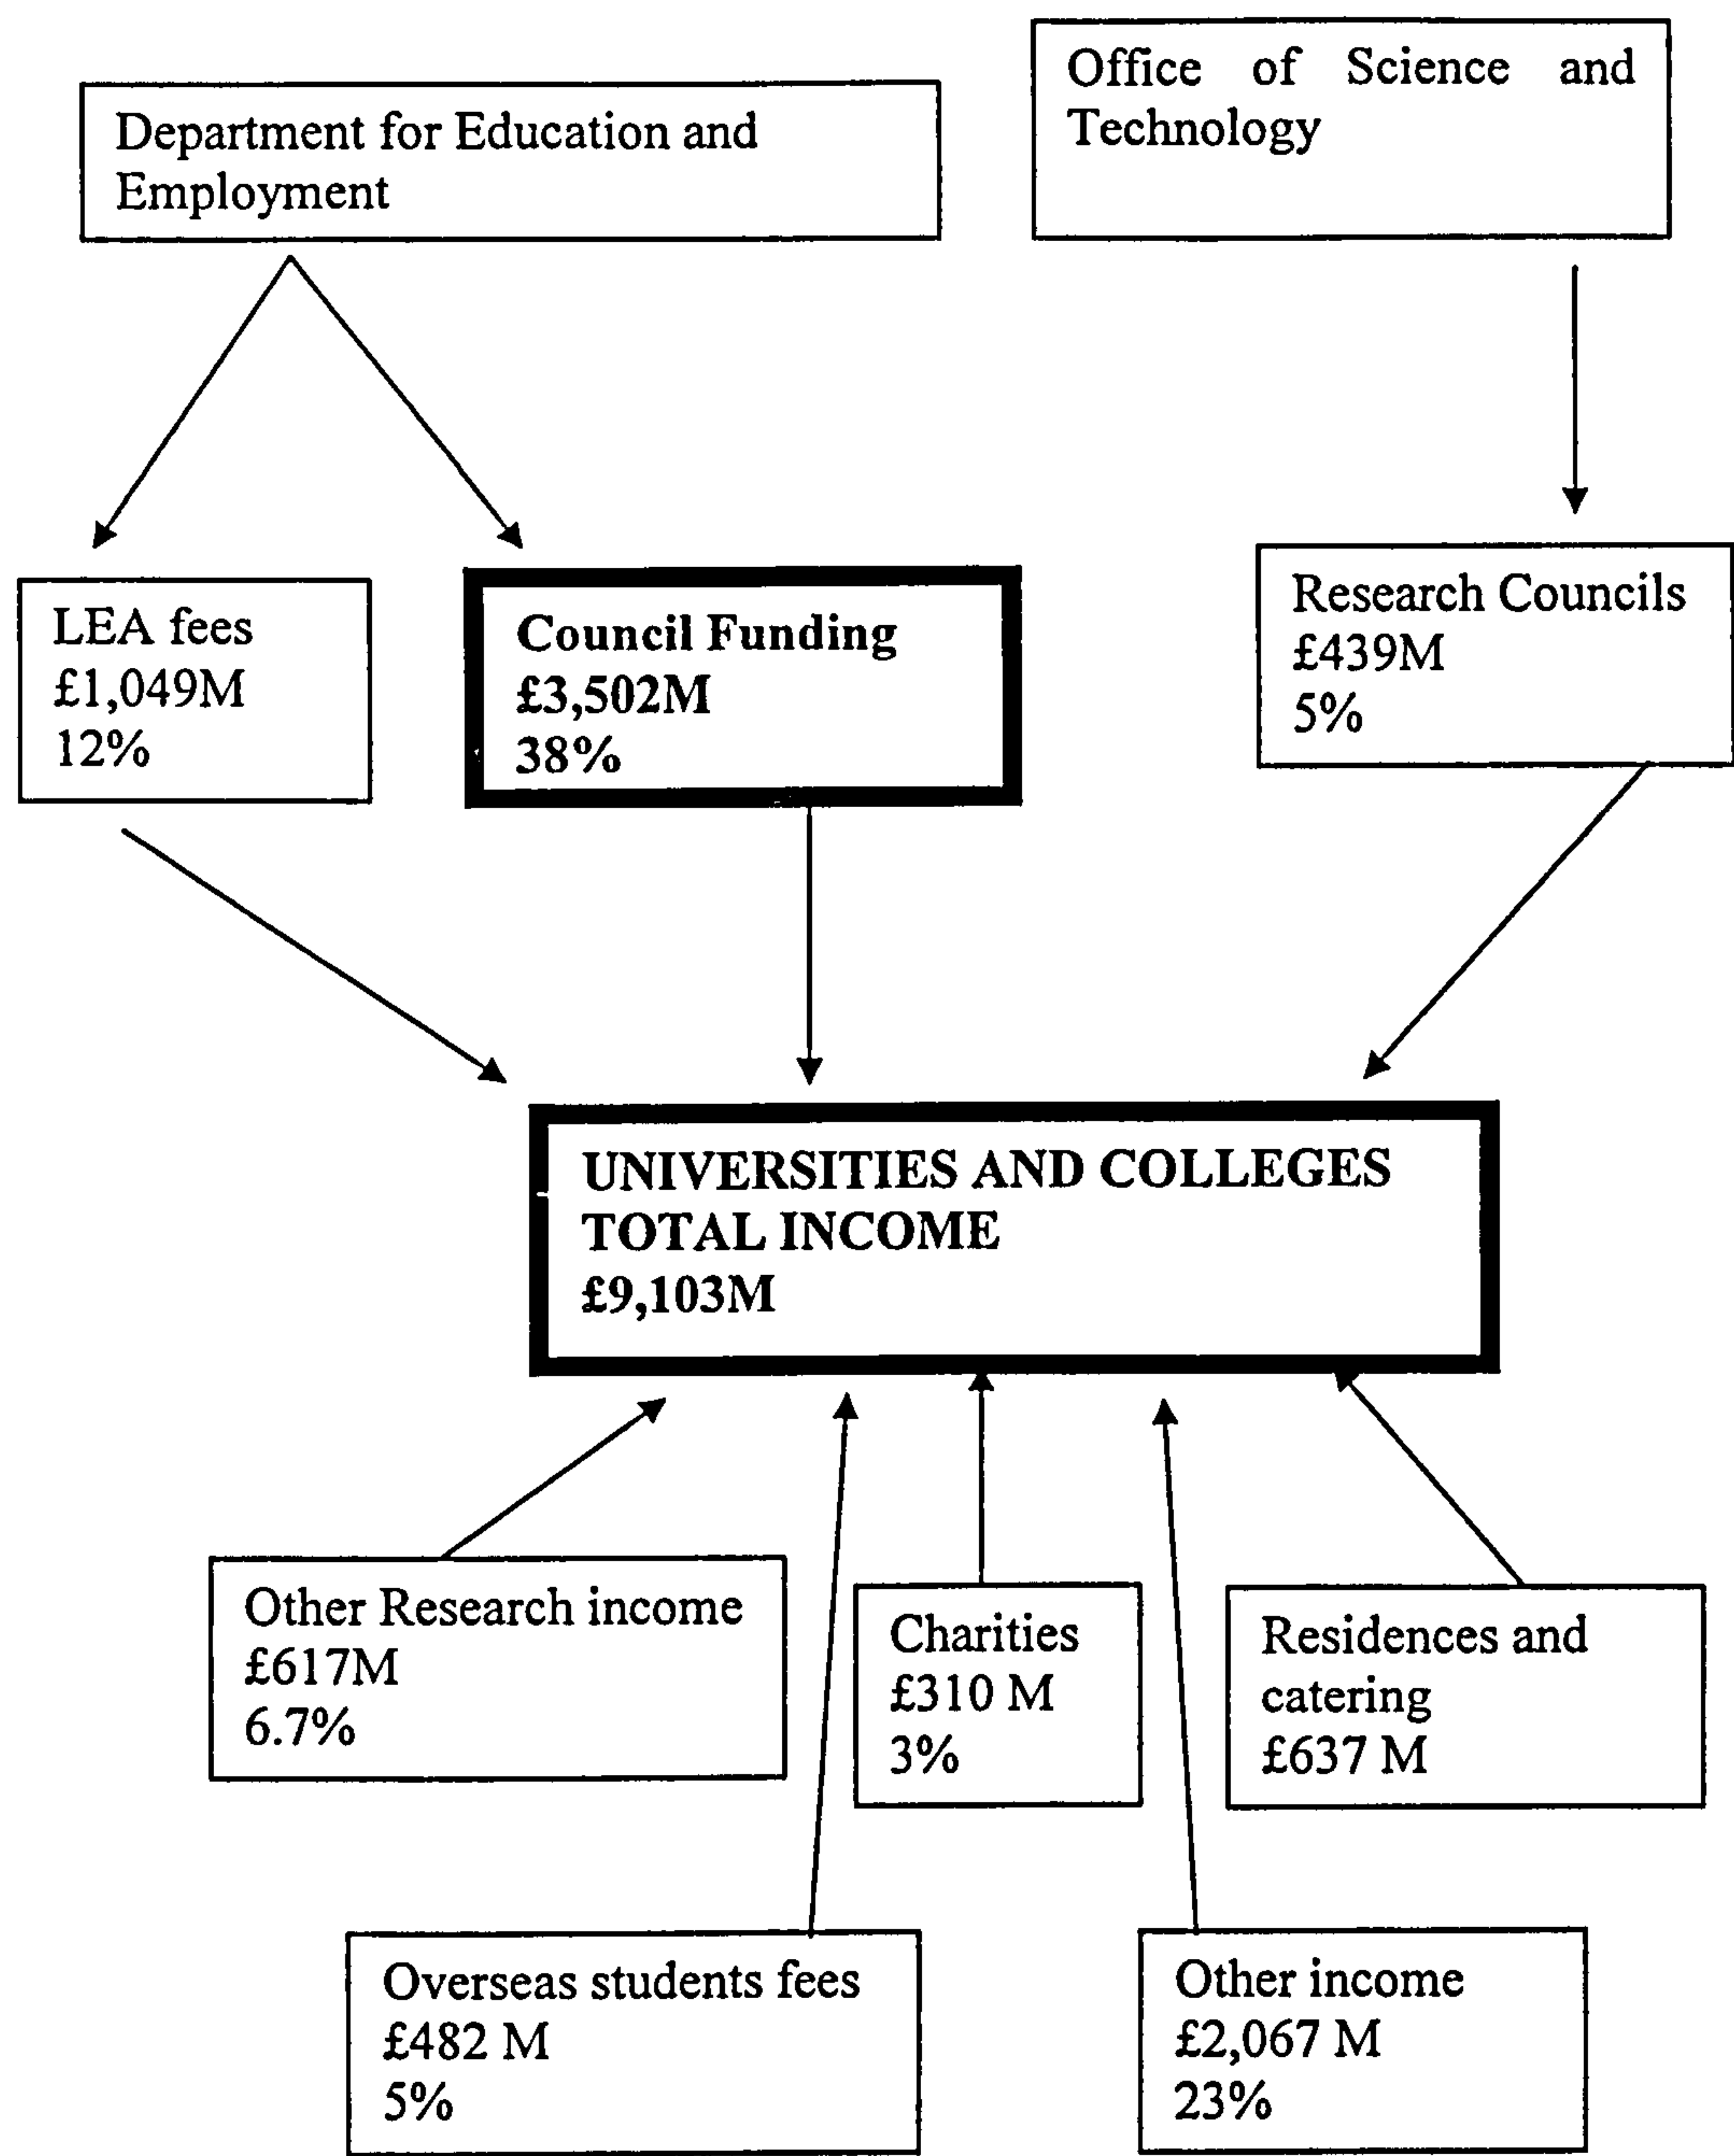 Department for Education and
Employment
Office of Science and
Technology
LEA fees
£1,049M
12%
Council Funding
£3,502M
38%
Research Councils
£439M
5%
UNIVERSITIES AND COLLEGES
TOTAL INCOME
£9,103M
Other Research income
£617M
6.7%
Charities
£310 M
3%
Residences and
catering
£637 M
Overseas students fees
£482 M
5%
Other income
£2,067 M
23%